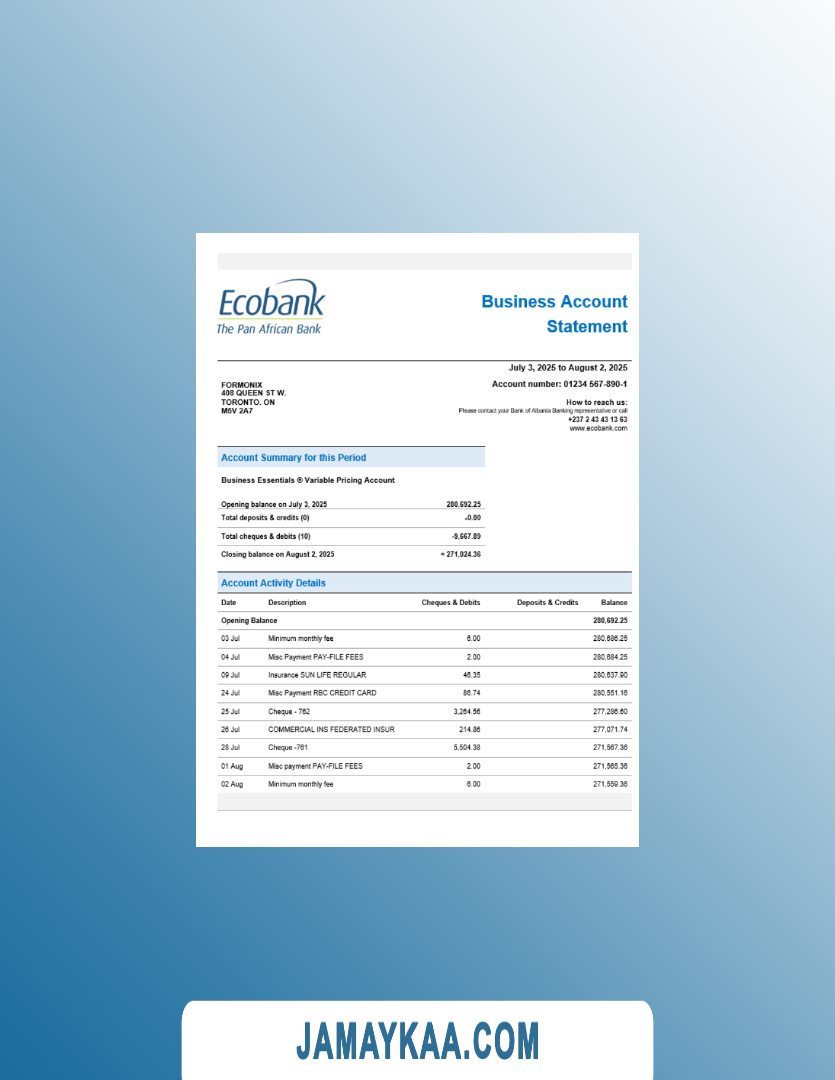 Ecobank
The Pan African Bank
Business Account
Statement
July 3, 2025 to August 2, 2025
Account number: 01234 567-890-1
FORMONIX
408 QUEEN ST W.
TORONTO. ON
M5V 2A7
How to reach us:
Please contact your Bank of Albania Banking representative or call
+237 2 43 43 13 63
www.ecobank.com
Account Summary for this Period
Business Essentials ® Variable Pricing Account
Opening balance on July 3, 2025 280.692.25
Total deposits & credits (0) -0.00
Total cheques & debits (10) -9,667.89
Closing balance on August 2, 2025 = 271,024.36
Account Activity Details
Date Description Cheques & Debits Deposits & Credits Balance
Opening Balance 280,692.25
03 Jul Minimum monthly fee 6.00 280,686.25
04 Jul Misc Payment PAY-FILE FEES 2.00 280,684.25
09 Jul Insurance SUN LIFE REGULAR 46.35 280,637.90
24 Jul Misc Payment RBC CREDIT CARD 86.74 280,551.16
25 Jul Cheque - 762 3,264.56 277,286.60
26 Jul COMMERCIAL INS FEDERATED INSUR 214.86 277,071.74
28 Jul Cheque -761 5,504.38 271,567.36
01 Aug Misc payment PAY-FILE FEES 2.00 271,565.36
02 Aug Minimum monthly fee 6.00 271,559.36
JAMAYKAA.COM